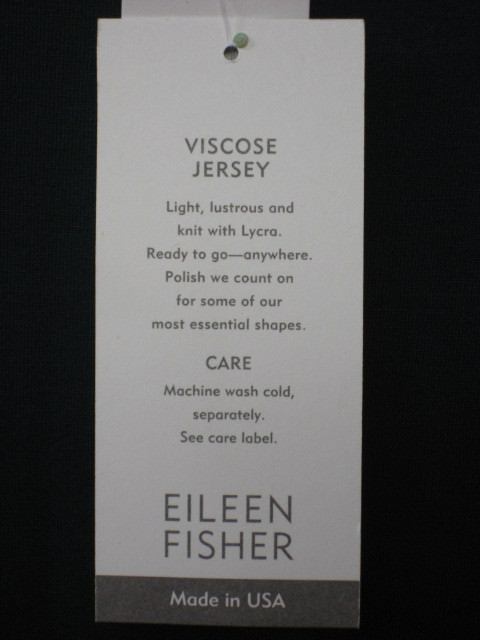 VISCOSE
JERSEY
Light, lustrous and
knit with Lycra.
Ready to go—anywhere.
Polish we count on
for some of our
most essential shapes.
CARE
Machine wash cold,
separately.
See care label.
EILEEN
FISHER
Made in USA